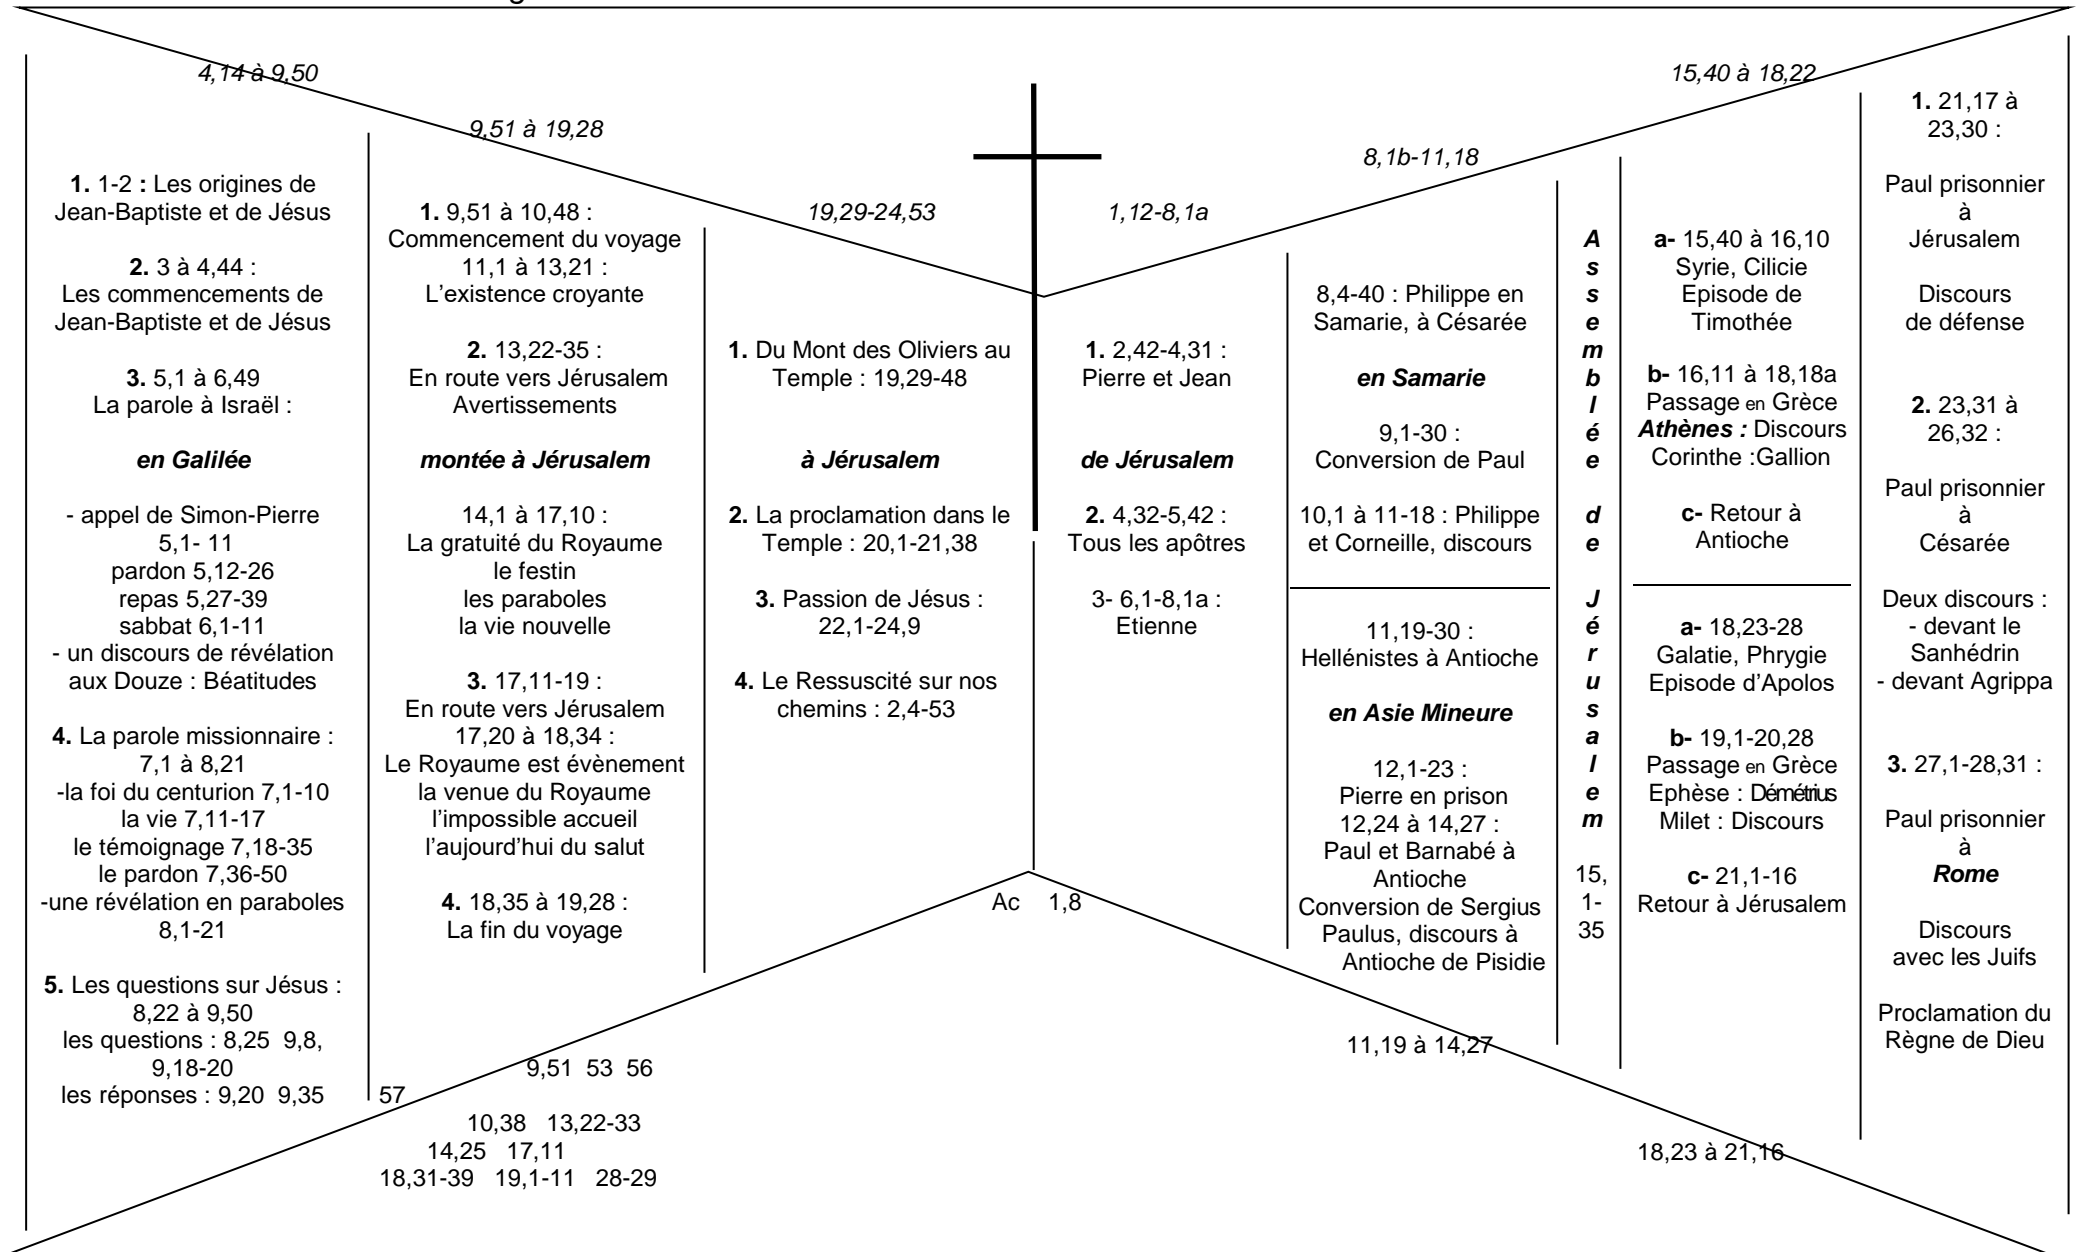 4,14 à 9,50
9,51 à 19,28
19,29-24,53
1,12-8,1a
8,1b-11,18
15,40 à 18,22
1. 1-2 : Les origines de
Jean-Baptiste et de Jésus
2. 3 à 4,44 :
Les commencements de
Jean-Baptiste et de Jésus
3. 5,1 à 6,49
La parole à Israël :
en Galilée
- appel de Simon-Pierre
5,1- 11
pardon 5,12-26
repas 5,27-39
sabbat 6,1-11
- un discours de révélation
aux Douze : Béatitudes
4. La parole missionnaire :
7,1 à 8,21
-la foi du centurion 7,1-10
la vie 7,11-17
le témoignage 7,18-35
le pardon 7,36-50
-une révélation en paraboles
8,1-21
5. Les questions sur Jésus :
8,22 à 9,50
les questions : 8,25 9,8,
9,18-20
les réponses : 9,20 9,35
1. 9,51 à 10,48 :
Commencement du voyage
11,1 à 13,21 :
L'existence croyante
2. 13,22-35 :
En route vers Jérusalem
Avertissements
montée à Jérusalem
14,1 à 17,10 :
La gratuité du Royaume
le festin
les paraboles
la vie nouvelle
3. 17,11-19 :
En route vers Jérusalem
17,20 à 18,34 :
Le Royaume est évènement
la venue du Royaume
l'impossible accueil
l'aujourd'hui du salut
4. 18,35 à 19,28 :
La fin du voyage
9,51 53 56
57
10,38 13,22-33
14,25 17,11
18,31-39 19,1-11 28-29
1. Du Mont des Oliviers au
Temple : 19,29-48
à Jérusalem
2. La proclamation dans le
Temple : 20,1-21,38
3. Passion de Jésus :
22,1-24,9
4. Le Ressuscité sur nos
chemins : 2,4-53
Ac 1,8
1. 2,42-4,31 :
Pierre et Jean
de Jérusalem
2. 4,32-5,42 :
Tous les apôtres
3- 6,1-8,1a :
Etienne
8,4-40 : Philippe en
Samarie, à Césarée
en Samarie
9,1-30 :
Conversion de Paul
10,1 à 11-18 : Philippe
et Corneille, discours
11,19-30 :
Hellénistes à Antioche
en Asie Mineure
12,1-23 :
Pierre en prison
12,24 à 14,27 :
Paul et Barnabé à
Antioche
Conversion de Sergius
Paulus, discours à
Antioche de Pisidie
11,19 à 14,27
Assemblée de Jérusalem
15,
1-
35
a- 15,40 à 16,10
Syrie, Cilicie
Episode de
Timothée
b- 16,11 à 18,18a
Passage en Grèce
Athènes : Discours
Corinthe :Gallion
c- Retour à
Antioche
a- 18,23-28
Galatie, Phrygie
Episode d'Apolos
b- 19,1-20,28
Passage en Grèce
Ephèse : Démétrius
Milet : Discours
c- 21,1-16
Retour à Jérusalem
18,23 à 21,16
1. 21,17 à
23,30 :
Paul prisonnier
à
Jérusalem
Discours
de défense
2. 23,31 à
26,32 :
Paul prisonnier
à
Césarée
Deux discours :
- devant le
Sanhédrin
- devant Agrippa
3. 27,1-28,31 :
Paul prisonnier
à
Rome
Discours
avec les Juifs
Proclamation du
Règne de Dieu